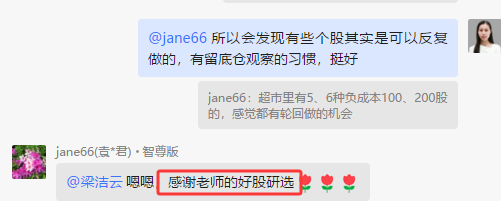 @jane66 所以会发现有些个股其实是可以反复
做的，有留底仓观察的习惯，挺好
jane66：超市里有5、6种负成本100、200股
的，感觉都有轮回做的机会
jane66(袁*君)·智尊版
@梁洁云 嗯嗯，感谢老师的好股研选